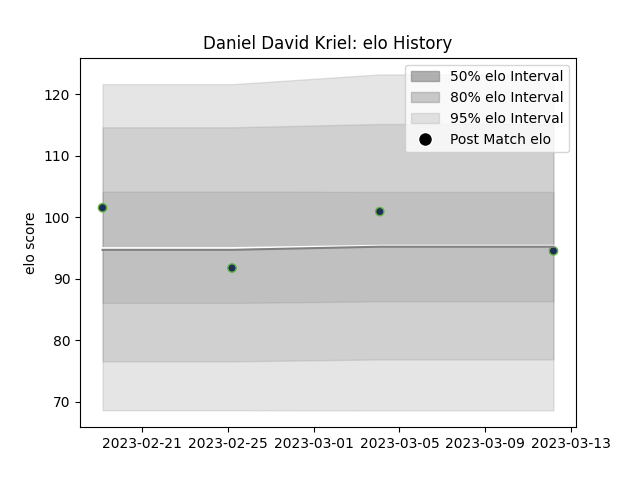 Daniel David Kriel: elo History
50% elo Interval
80% elo Interval
95% elo Interval
Post Match elo
elo score
120
110
100
90
80
70
2023-02-21 2023-02-25 2023-03-01 2023-03-05 2023-03-09 2023-03-13